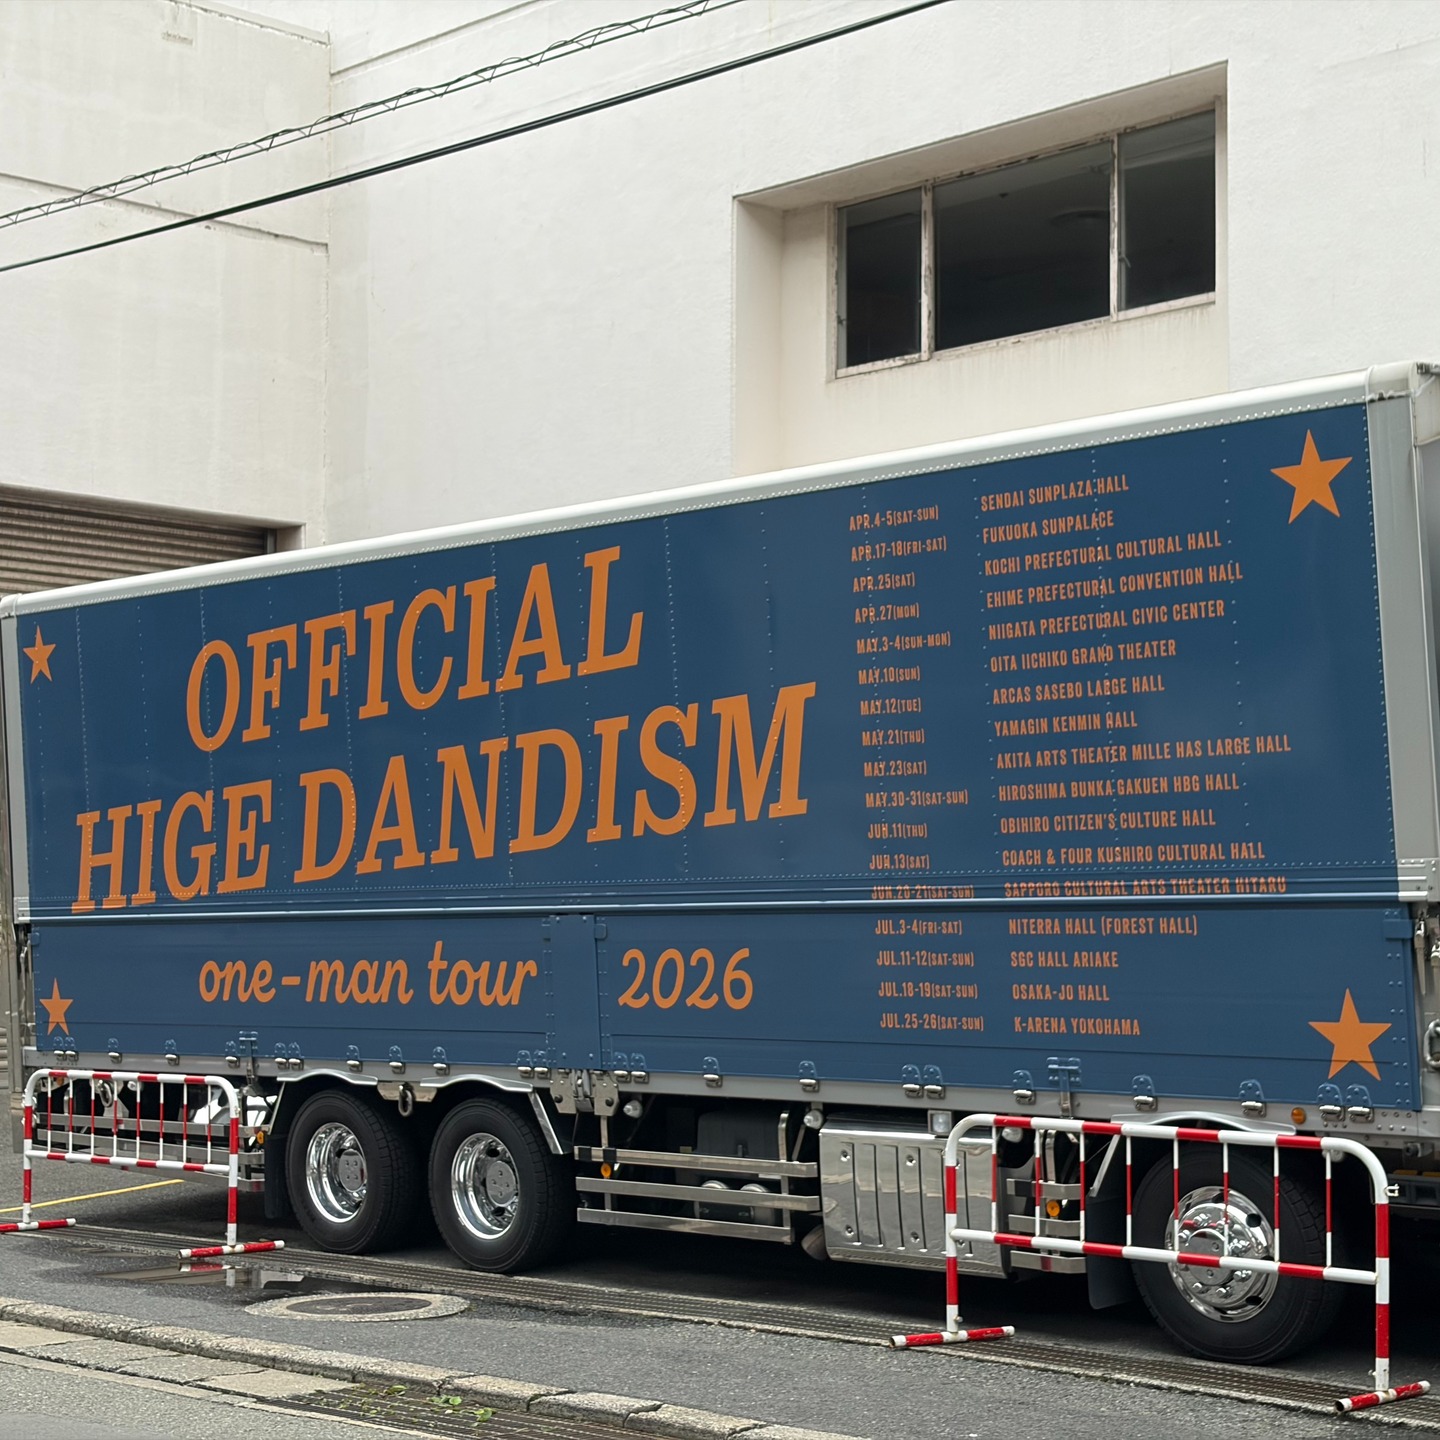 OFFICIAL
HIGE DANDISM
one-man tour 2026
APR.4-5(SAT-SUN) SENDAI SUNPLAZA HALL
APR.17-18(FRI-SAT) FUKUOKA SUNPALACE
APR.25(SAT) KOCHI PREFECTURAL CULTURAL HALL
APR.27(MON) EHIME PREFECTURAL CONVENTION HALL
MAY.3-4(SUN-MON) NIIGATA PREFECTURAL CIVIC CENTER
MAY.10(SUN) OITA IICHIKO GRAND THEATER
MAY.12(TUE) ARCAS SASEBO LARGE HALL
MAY.21(THU) YAMAGIN KENMIN HALL
MAY.23(SAT) AKITA ARTS THEATER MILLE HAS LARGE HALL
MAY.30-31(SAT-SUN) HIROSHIMA BUNKA GAKUEN HBG HALL
JUN.11(THU) OBIHIRO CITIZEN'S CULTURE HALL
JUN.13(SAT) COACH & FOUR KUSHIRO CULTURAL HALL
JUN.20-21(SAT-SUN) SAPPORO CULTURAL ARTS THEATER HITARU
JUL.3-4(FRI-SAT) NITERRA HALL (FOREST HALL)
JUL.11-12(SAT-SUN) SGC HALL ARIAKE
JUL.18-19(SAT-SUN) OSAKA-JO HALL
JUL.25-26(SAT-SUN) K-ARENA YOKOHAMA